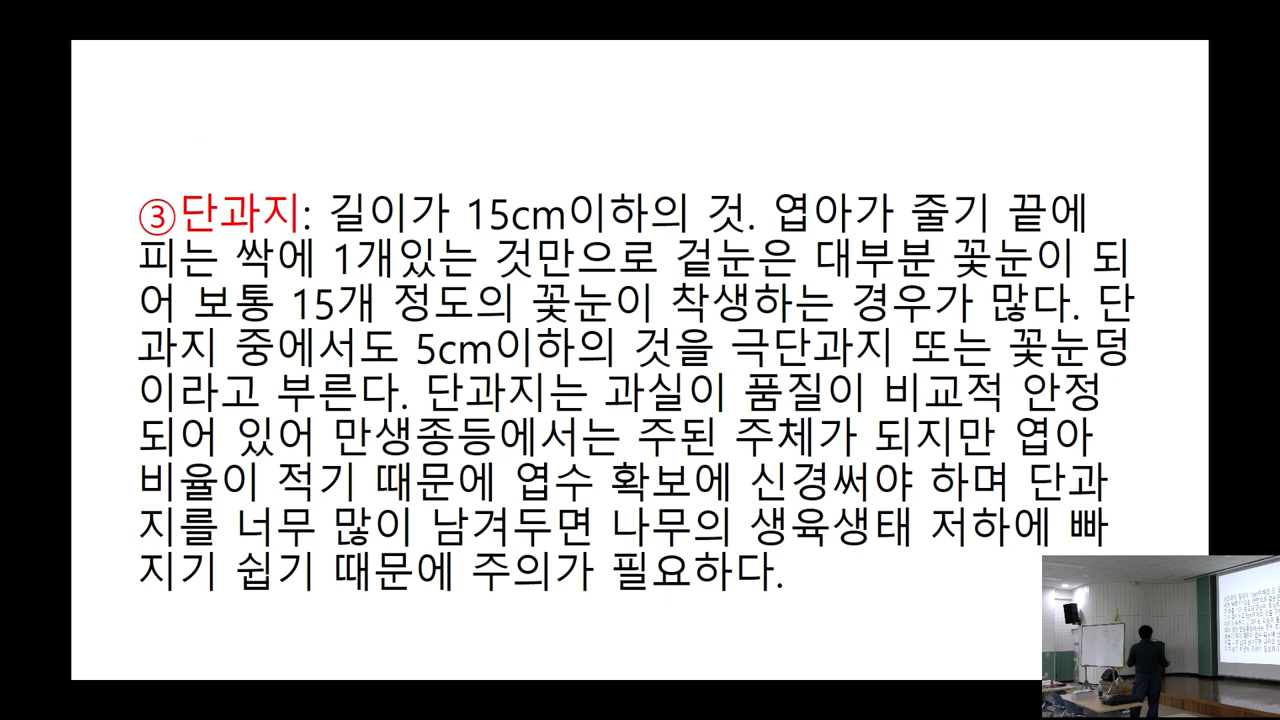 ③단과지: 길이가 15cm이하의 것. 엽아가 줄기 끝에
피는 싹에 1개있는 것만으로 겉눈은 대부분 꽃눈이 되
어 보통 15개 정도의 꽃눈이 착생하는 경우가 많다. 단
과지 중에서도 5cm이하의 것을 극단과지 또는 꽃눈덩
이라고 부른다. 단과지는 과실이 품질이 비교적 안정
되어 있어 만생종등에서는 주된 주체가 되지만 엽아
비율이 적기 때문에 엽수 확보에 신경써야 하며 단과
지를 너무 많이 남겨두면 나무의 생육생태 저하에 빠
지기 쉽기 때문에 주의가 필요하다.